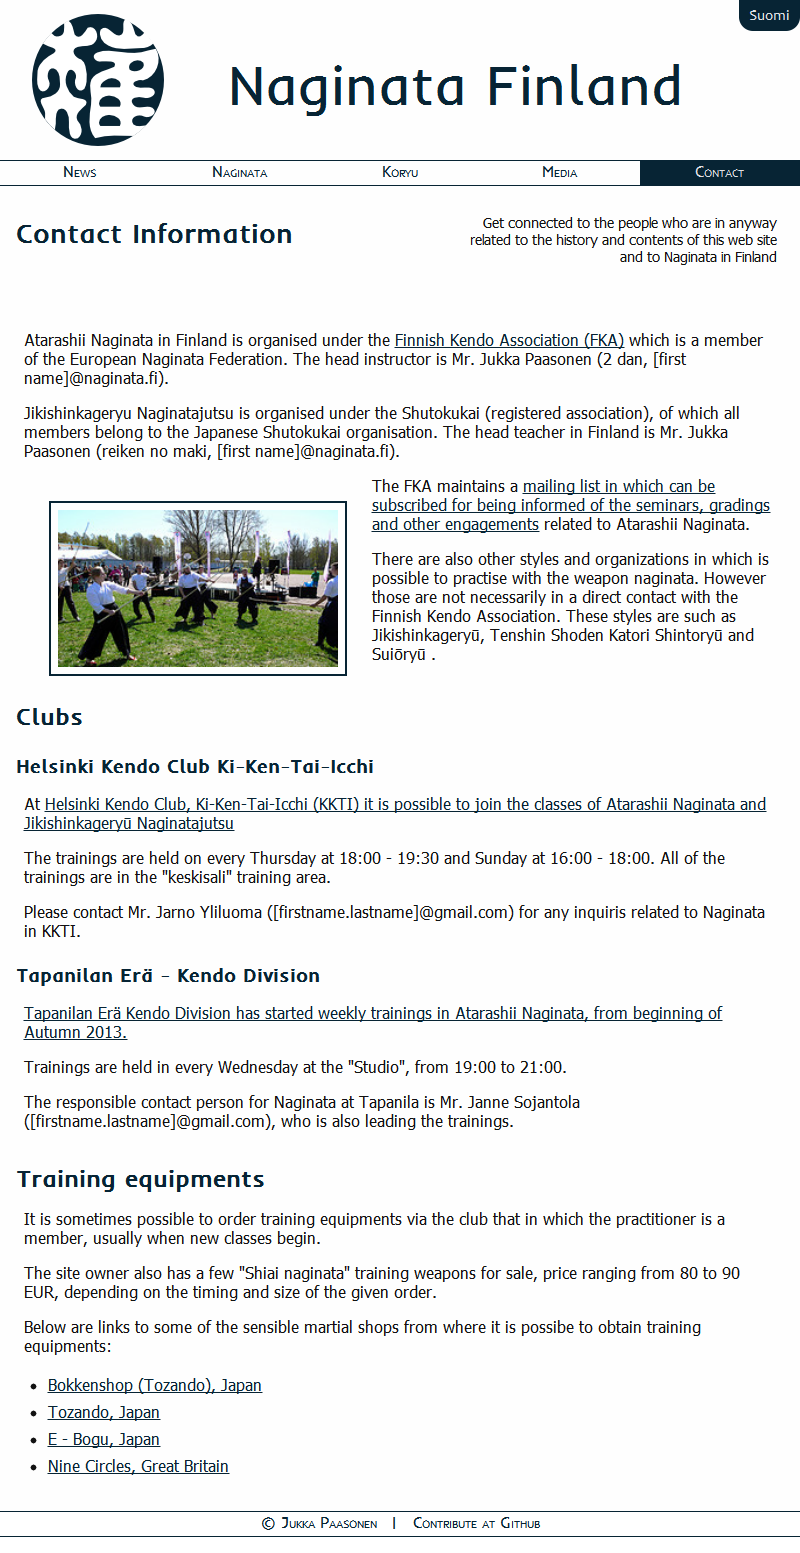 Suomi
Naginata Finland
News
Naginata
Koryu
Media
Contact
Contact Information
Get connected to the people who are in anyway
related to the history and contents of this web site
and to Naginata in Finland
Atarashii Naginata in Finland is organised under the Finnish Kendo Association (FKA) which is a member
of the European Naginata Federation. The head instructor is Mr. Jukka Paasonen (2 dan, [first
name]@naginata.fi).
Jikishinkageryu Naginatajutsu is organised under the Shutokukai (registered association), of which all
members belong to the Japanese Shutokukai organisation. The head teacher in Finland is Mr. Jukka
Paasonen (reiken no maki, [first name]@naginata.fi).
The FKA maintains a mailing list in which can be
subscribed for being informed of the seminars, gradings
and other engagements related to Atarashii Naginata.
There are also other styles and organizations in which is
possible to practise with the weapon naginata. However
those are not necessarily in a direct contact with the
Finnish Kendo Association. These styles are such as
Jikishinkageryū, Tenshin Shoden Katori Shintoryū and
Suiōryū .
Clubs
Helsinki Kendo Club Ki-Ken-Tai-Icchi
At Helsinki Kendo Club, Ki-Ken-Tai-Icchi (KKTI) it is possible to join the classes of Atarashii Naginata and
Jikishinkageryū Naginatajutsu
The trainings are held on every Thursday at 18:00 - 19:30 and Sunday at 16:00 - 18:00. All of the
trainings are in the "keskisali" training area.
Please contact Mr. Jarno Yliluoma ([firstname.lastname]@gmail.com) for any inquiris related to Naginata
in KKTI.
Tapanilan Erä - Kendo Division
Tapanilan Erä Kendo Division has started weekly trainings in Atarashii Naginata, from beginning of
Autumn 2013.
Trainings are held in every Wednesday at the "Studio", from 19:00 to 21:00.
The responsible contact person for Naginata at Tapanila is Mr. Janne Sojantola
([firstname.lastname]@gmail.com), who is also leading the trainings.
Training equipments
It is sometimes possible to order training equipments via the club that in which the practitioner is a
member, usually when new classes begin.
The site owner also has a few "Shiai naginata" training weapons for sale, price ranging from 80 to 90
EUR, depending on the timing and size of the given order.
Below are links to some of the sensible martial shops from where it is possibe to obtain training
equipments:
• Bokkenshop (Tozando), Japan
• Tozando, Japan
• E - Bogu, Japan
• Nine Circles, Great Britain
© Jukka Paasonen | Contribute at Github